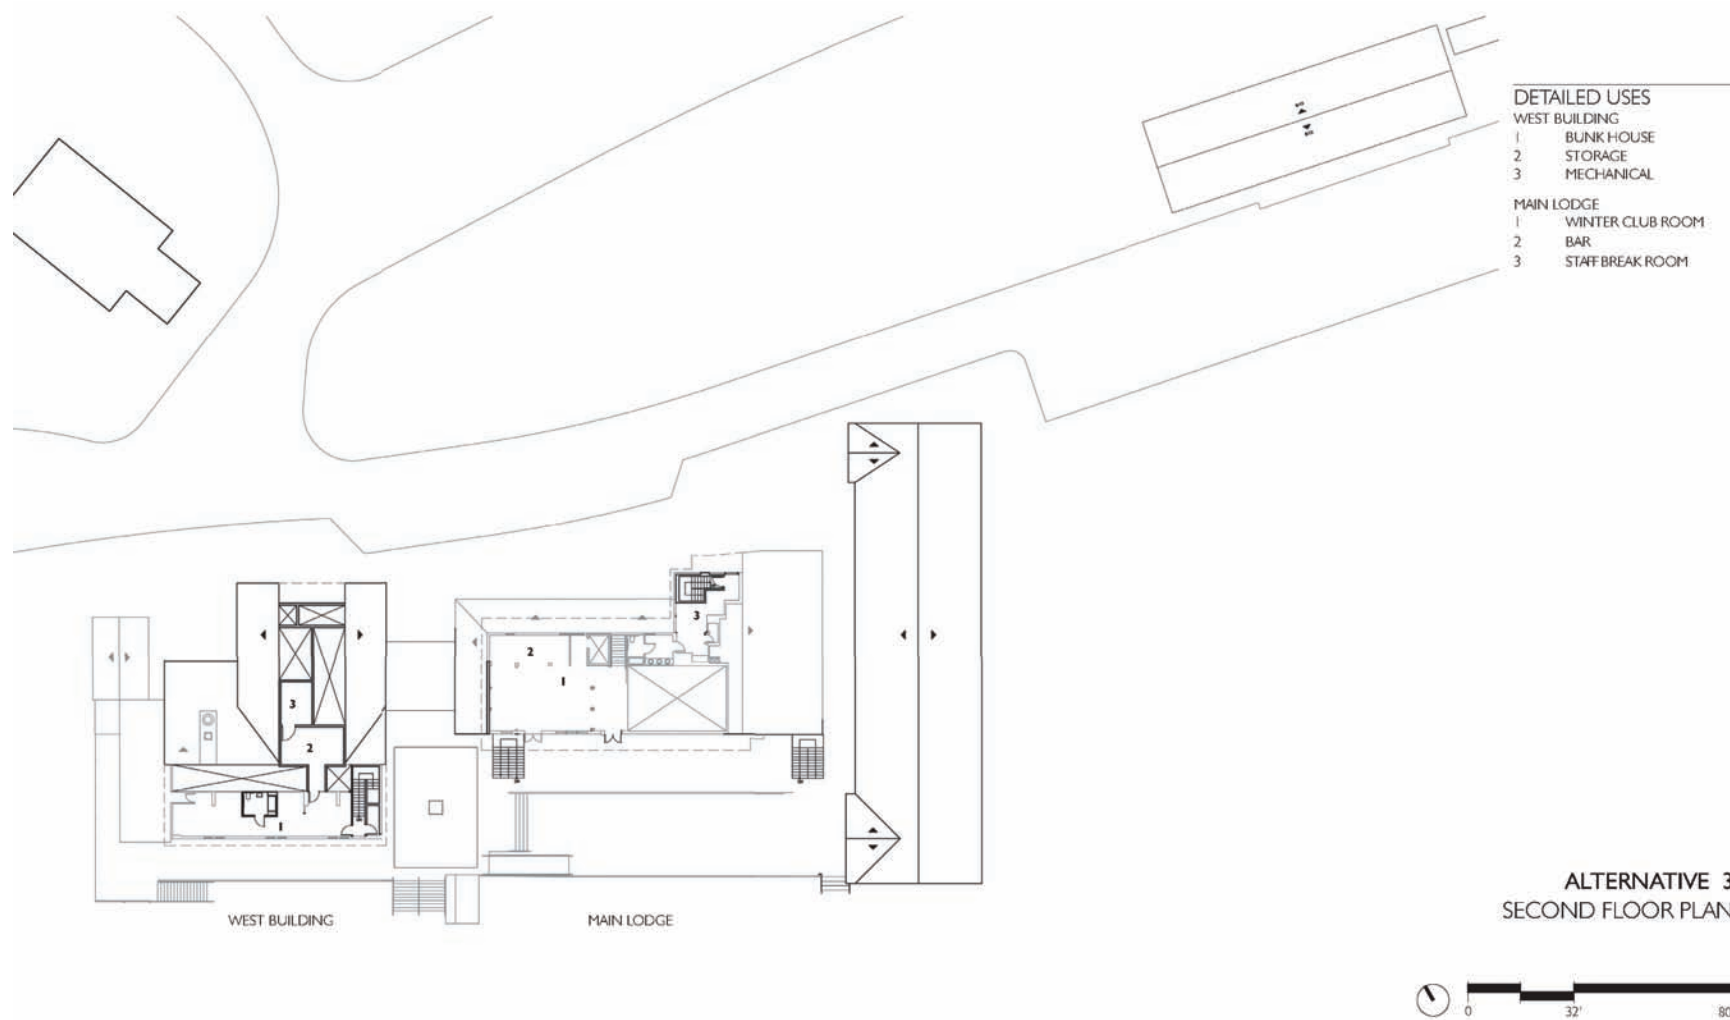 DETAILED USES
WEST BUILDING
1 BUNK HOUSE
2 STORAGE
3 MECHANICAL
MAIN LODGE
1 WINTER CLUB ROOM
2 BAR
3 STAFF BREAK ROOM
3
2
1
3
2
1
WEST BUILDING
MAIN LODGE
ALTERNATIVE 3
SECOND FLOOR PLAN
0 32' 80